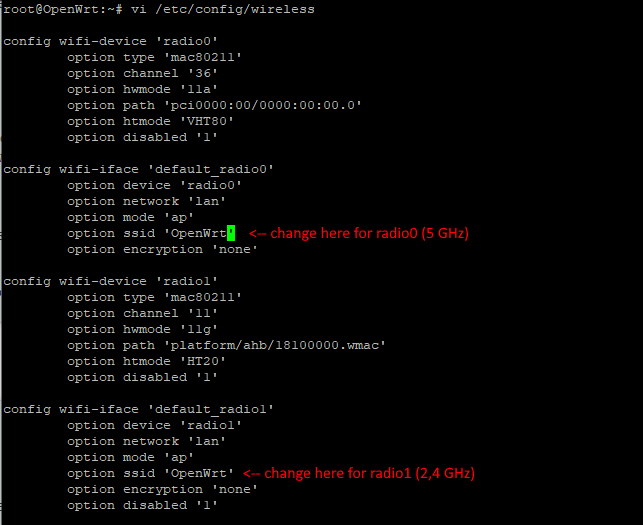 root@OpenWrt:~# vi /etc/config/wireless
config wifi-device 'radio0'
option type 'mac80211'
option channel '36'
option hwmode '11a'
option path 'pci0000:00/0000:00:00.0'
option htmode 'VHT80'
option disabled '1'
config wifi-iface 'default_radio0'
option device 'radio0'
option network 'lan'
option mode 'ap'
option ssid 'OpenWrt' <-- change here for radio0 (5 GHz)
option encryption 'none'
config wifi-device 'radio1'
option type 'mac80211'
option channel '11'
option hwmode '11g'
option path 'platform/ahb/18100000.wmac'
option htmode 'HT20'
option disabled '1'
config wifi-iface 'default_radio1'
option device 'radio1'
option network 'lan'
option mode 'ap'
option ssid 'OpenWrt' <-- change here for radio1 (2,4 GHz)
option encryption 'none'
option disabled '1'